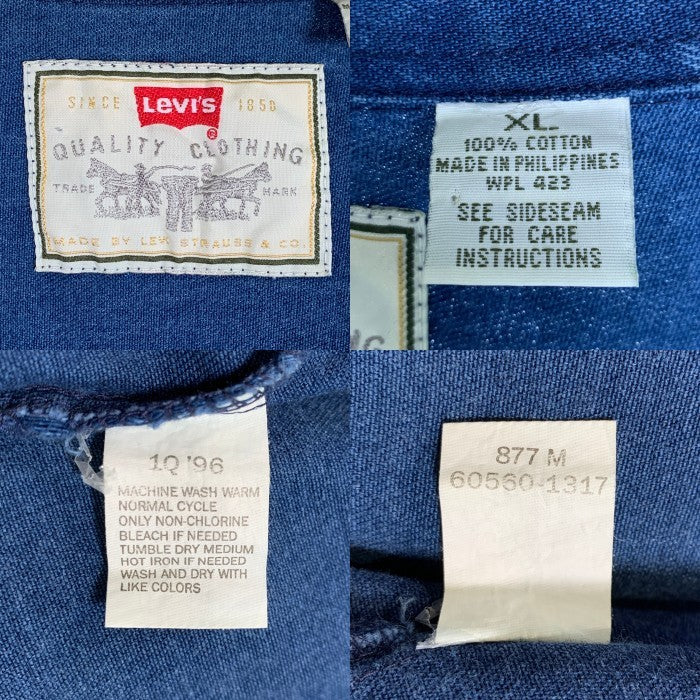 SINCE LEVI'S 1850
®
QUALITY CLOTHING
TRADE MARK
MADE BY LEVI STRAUSS & CO.
XL
100% COTTON
MADE IN PHILIPPINES
WPL 423
SEE SIDESEAM
FOR CARE
INSTRUCTIONS
1Q '96
MACHINE WASH WARM
NORMAL CYCLE
ONLY NON-CHLORINE
BLEACH IF NEEDED
TUMBLE DRY MEDIUM
HOT IRON IF NEEDED
WASH AND DRY WITH
LIKE COLORS
877 M
60560-1317